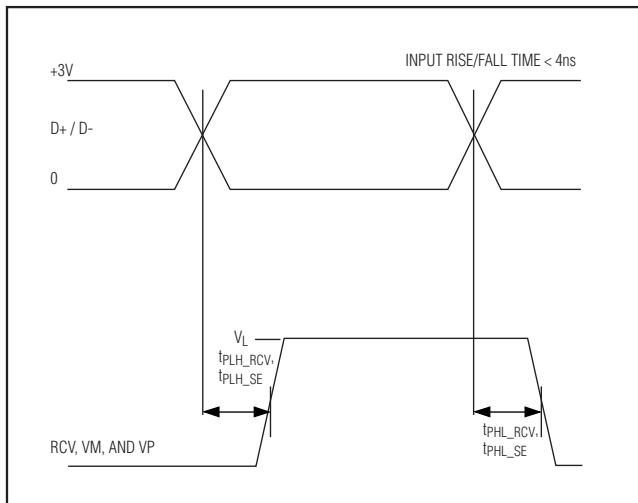 INPUT RISE/FALL TIME < 4ns
+3V
D+ / D-
0
VL
tPLH_RCV,
tPLH_SE
tPHL_RCV,
tPHL_SE
RCV, VM, AND VP